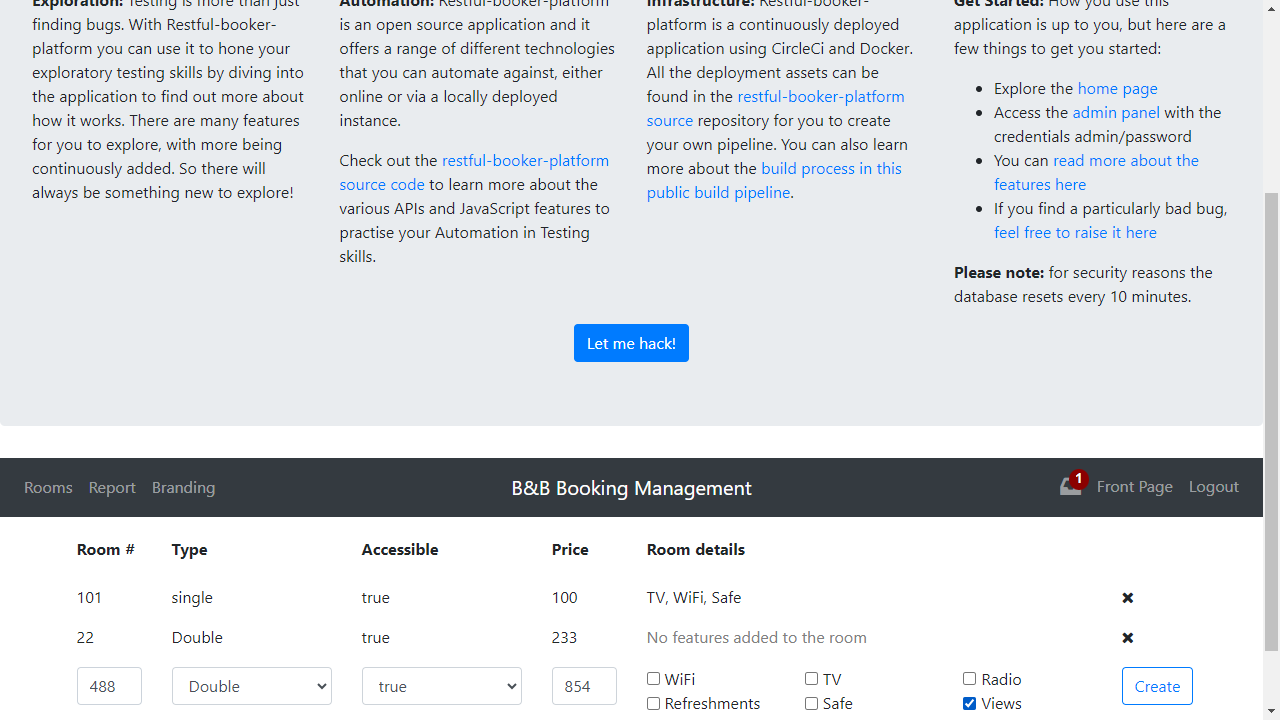 Exploration: Testing is more than just
finding bugs. With Restful-booker-
platform you can use it to hone your
exploratory testing skills by diving into
the application to find out more about
how it works. There are many features
for you to explore, with more being
continuously added. So there will
always be something new to explore!
Automation: Restful-booker-platform
is an open source application and it
offers a range of different technologies
that you can automate against, either
online or via a locally deployed
instance.
Check out the restful-booker-platform
source code to learn more about the
various APIs and JavaScript features to
practise your Automation in Testing
skills.
Infrastructure: Restful-booker-
platform is a continuously deployed
application using CircleCi and Docker.
All the deployment assets can be
found in the restful-booker-platform
source repository for you to create
your own pipeline. You can also learn
more about the build process in this
public build pipeline.
Get Started: How you use this
application is up to you, but here are a
few things to get you started:
Explore the home page
Access the admin panel with the
credentials admin/password
You can read more about the
features here
If you find a particularly bad bug,
feel free to raise it here
Please note: for security reasons the
database resets every 10 minutes.
Let me hack!
Rooms Report Branding B&B Booking Management 1 Front Page Logout
Room # Type Accessible Price Room details
101 single true 100 TV, WiFi, Safe
22 Double true 233 No features added to the room
488 Double true 854 WiFi TV Radio Create
Refreshments Safe Views